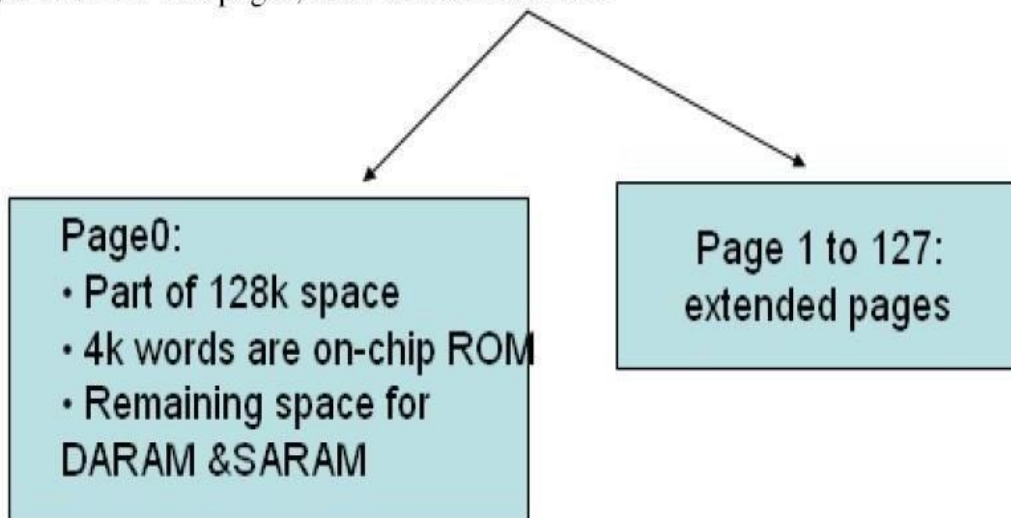 pages,
Page0:
• Part of 128k space
• 4k words are on-chip ROM
• Remaining space for
DARAM &SARAM
Page 1 to 127:
extended pages